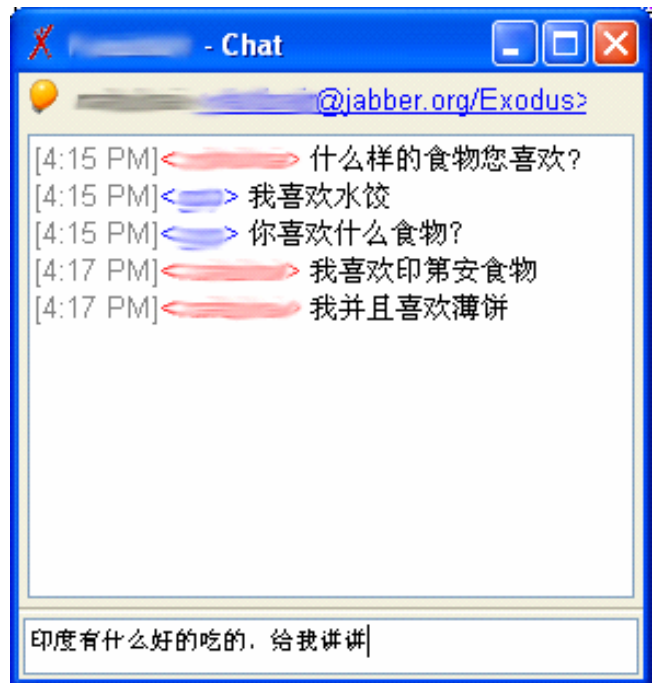 - Chat
@jabber.org/Exodus>
[4:15 PM]< > 什么样的食物您喜欢?
[4:15 PM]< > 我喜欢水饺
[4:15 PM]< > 你喜欢什么食物?
[4:17 PM]< > 我喜欢印第安食物
[4:17 PM]< > 我并且喜欢薄饼
印度有什么好的吃的. 给我讲讲